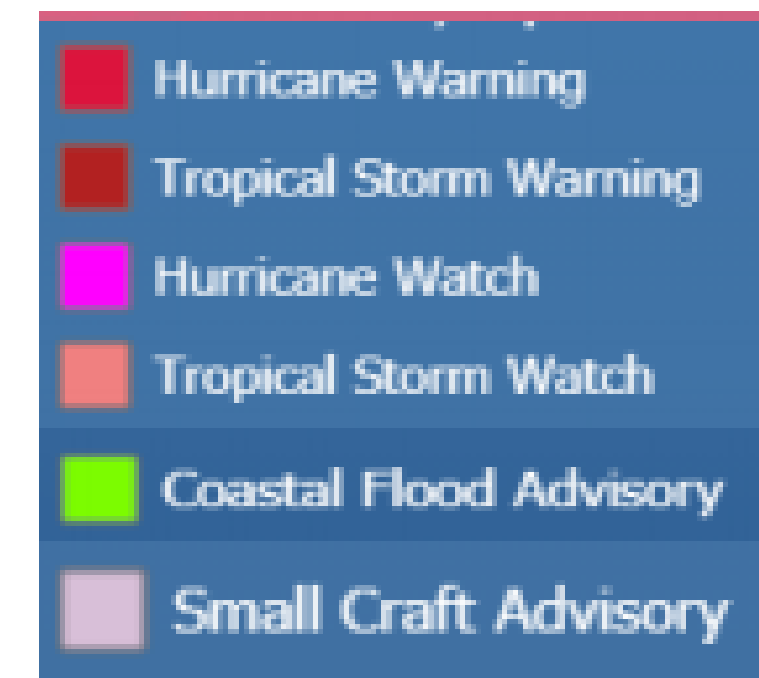 Hurricane Warning
Tropical Storm Warning
Hurricane Watch
Tropical Storm Watch
Coastal Flood Advisory
Small Craft Advisory